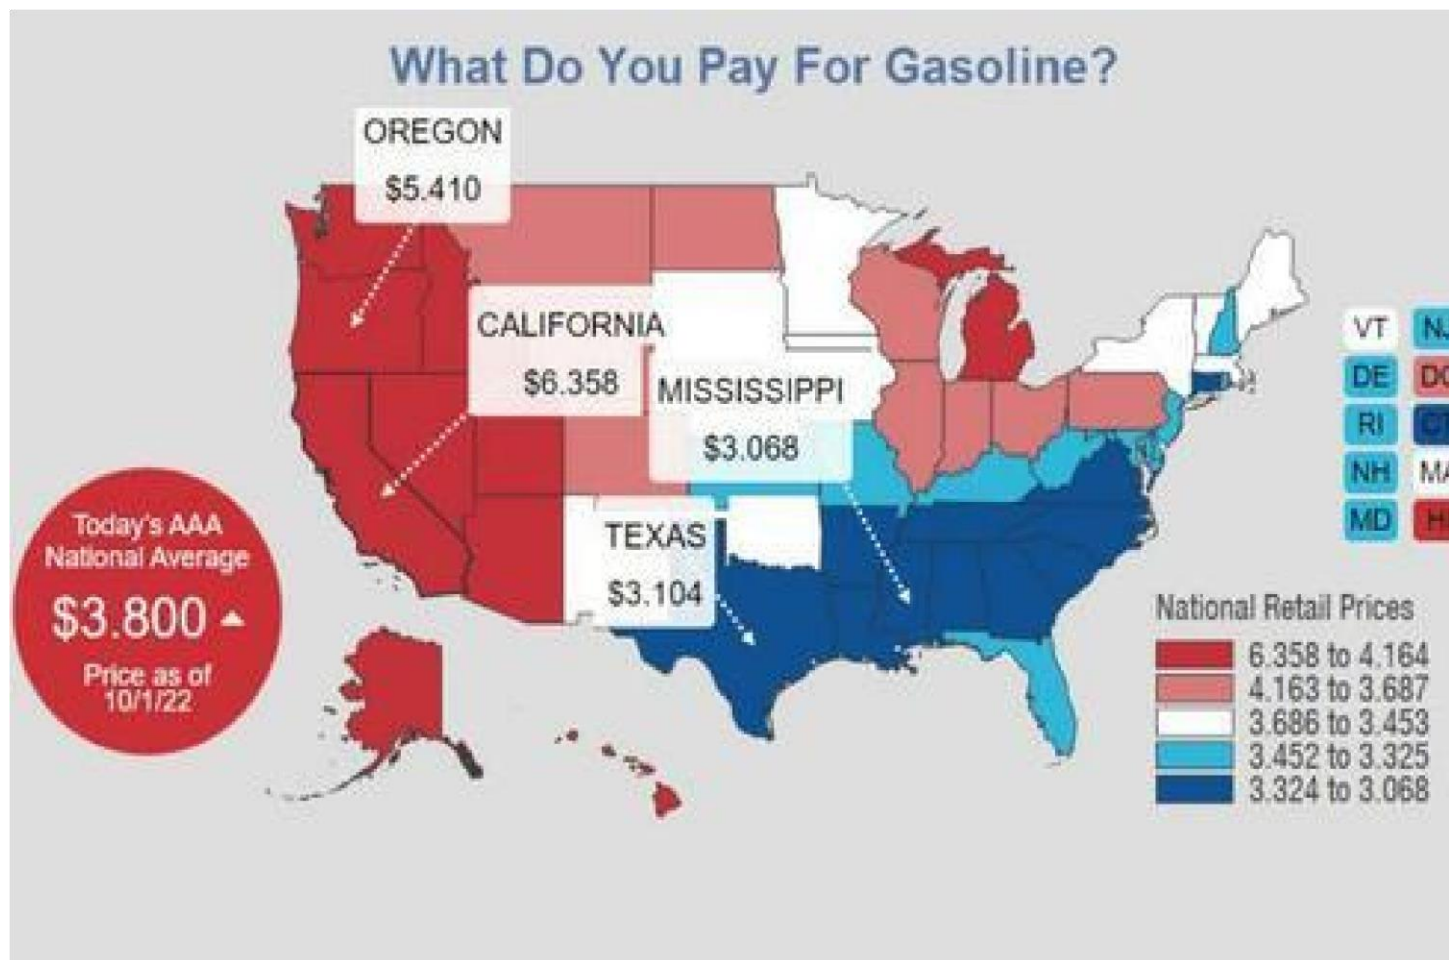 What Do You Pay For Gasoline?
OREGON
$5.410
CALIFORNIA
$6.358
MISSISSIPPI
$3.068
TEXAS
$3.104
Today's AAA
National Average
$3.800
Price as of
10/1/22
VT
DE
RI
NH MA
MD
National Retail Prices
6.358 to 4.164
4.163 to 3.687
3.686 to 3.453
3.452 to 3.325
3.324 to 3.068